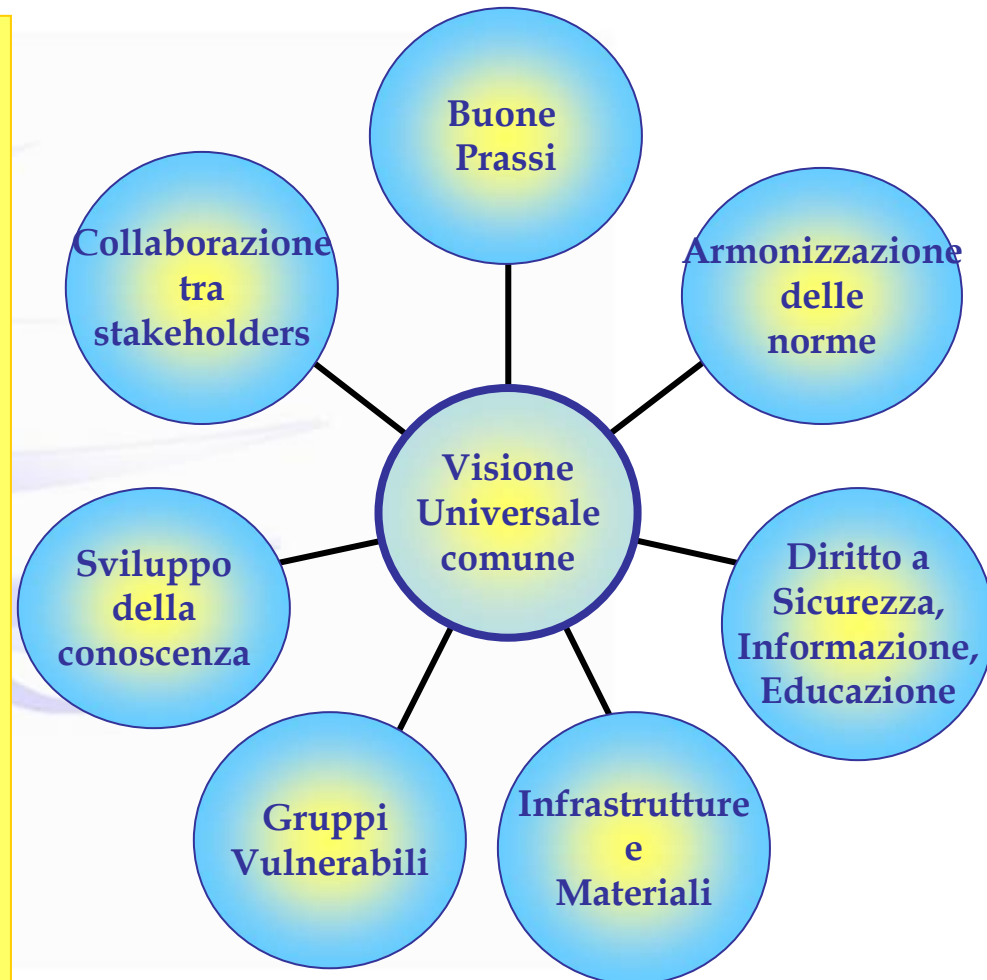 Buone
Prassi
Armonizzazione
delle
norme
Diritto a
Sicurezza,
Informazione,
Educazione
Infrastrutture
e
Materiali
Gruppi
Vulnerabili
Sviluppo
della
conoscenza
Collaborazione
tra
stakeholders
Visione
Universale
comune